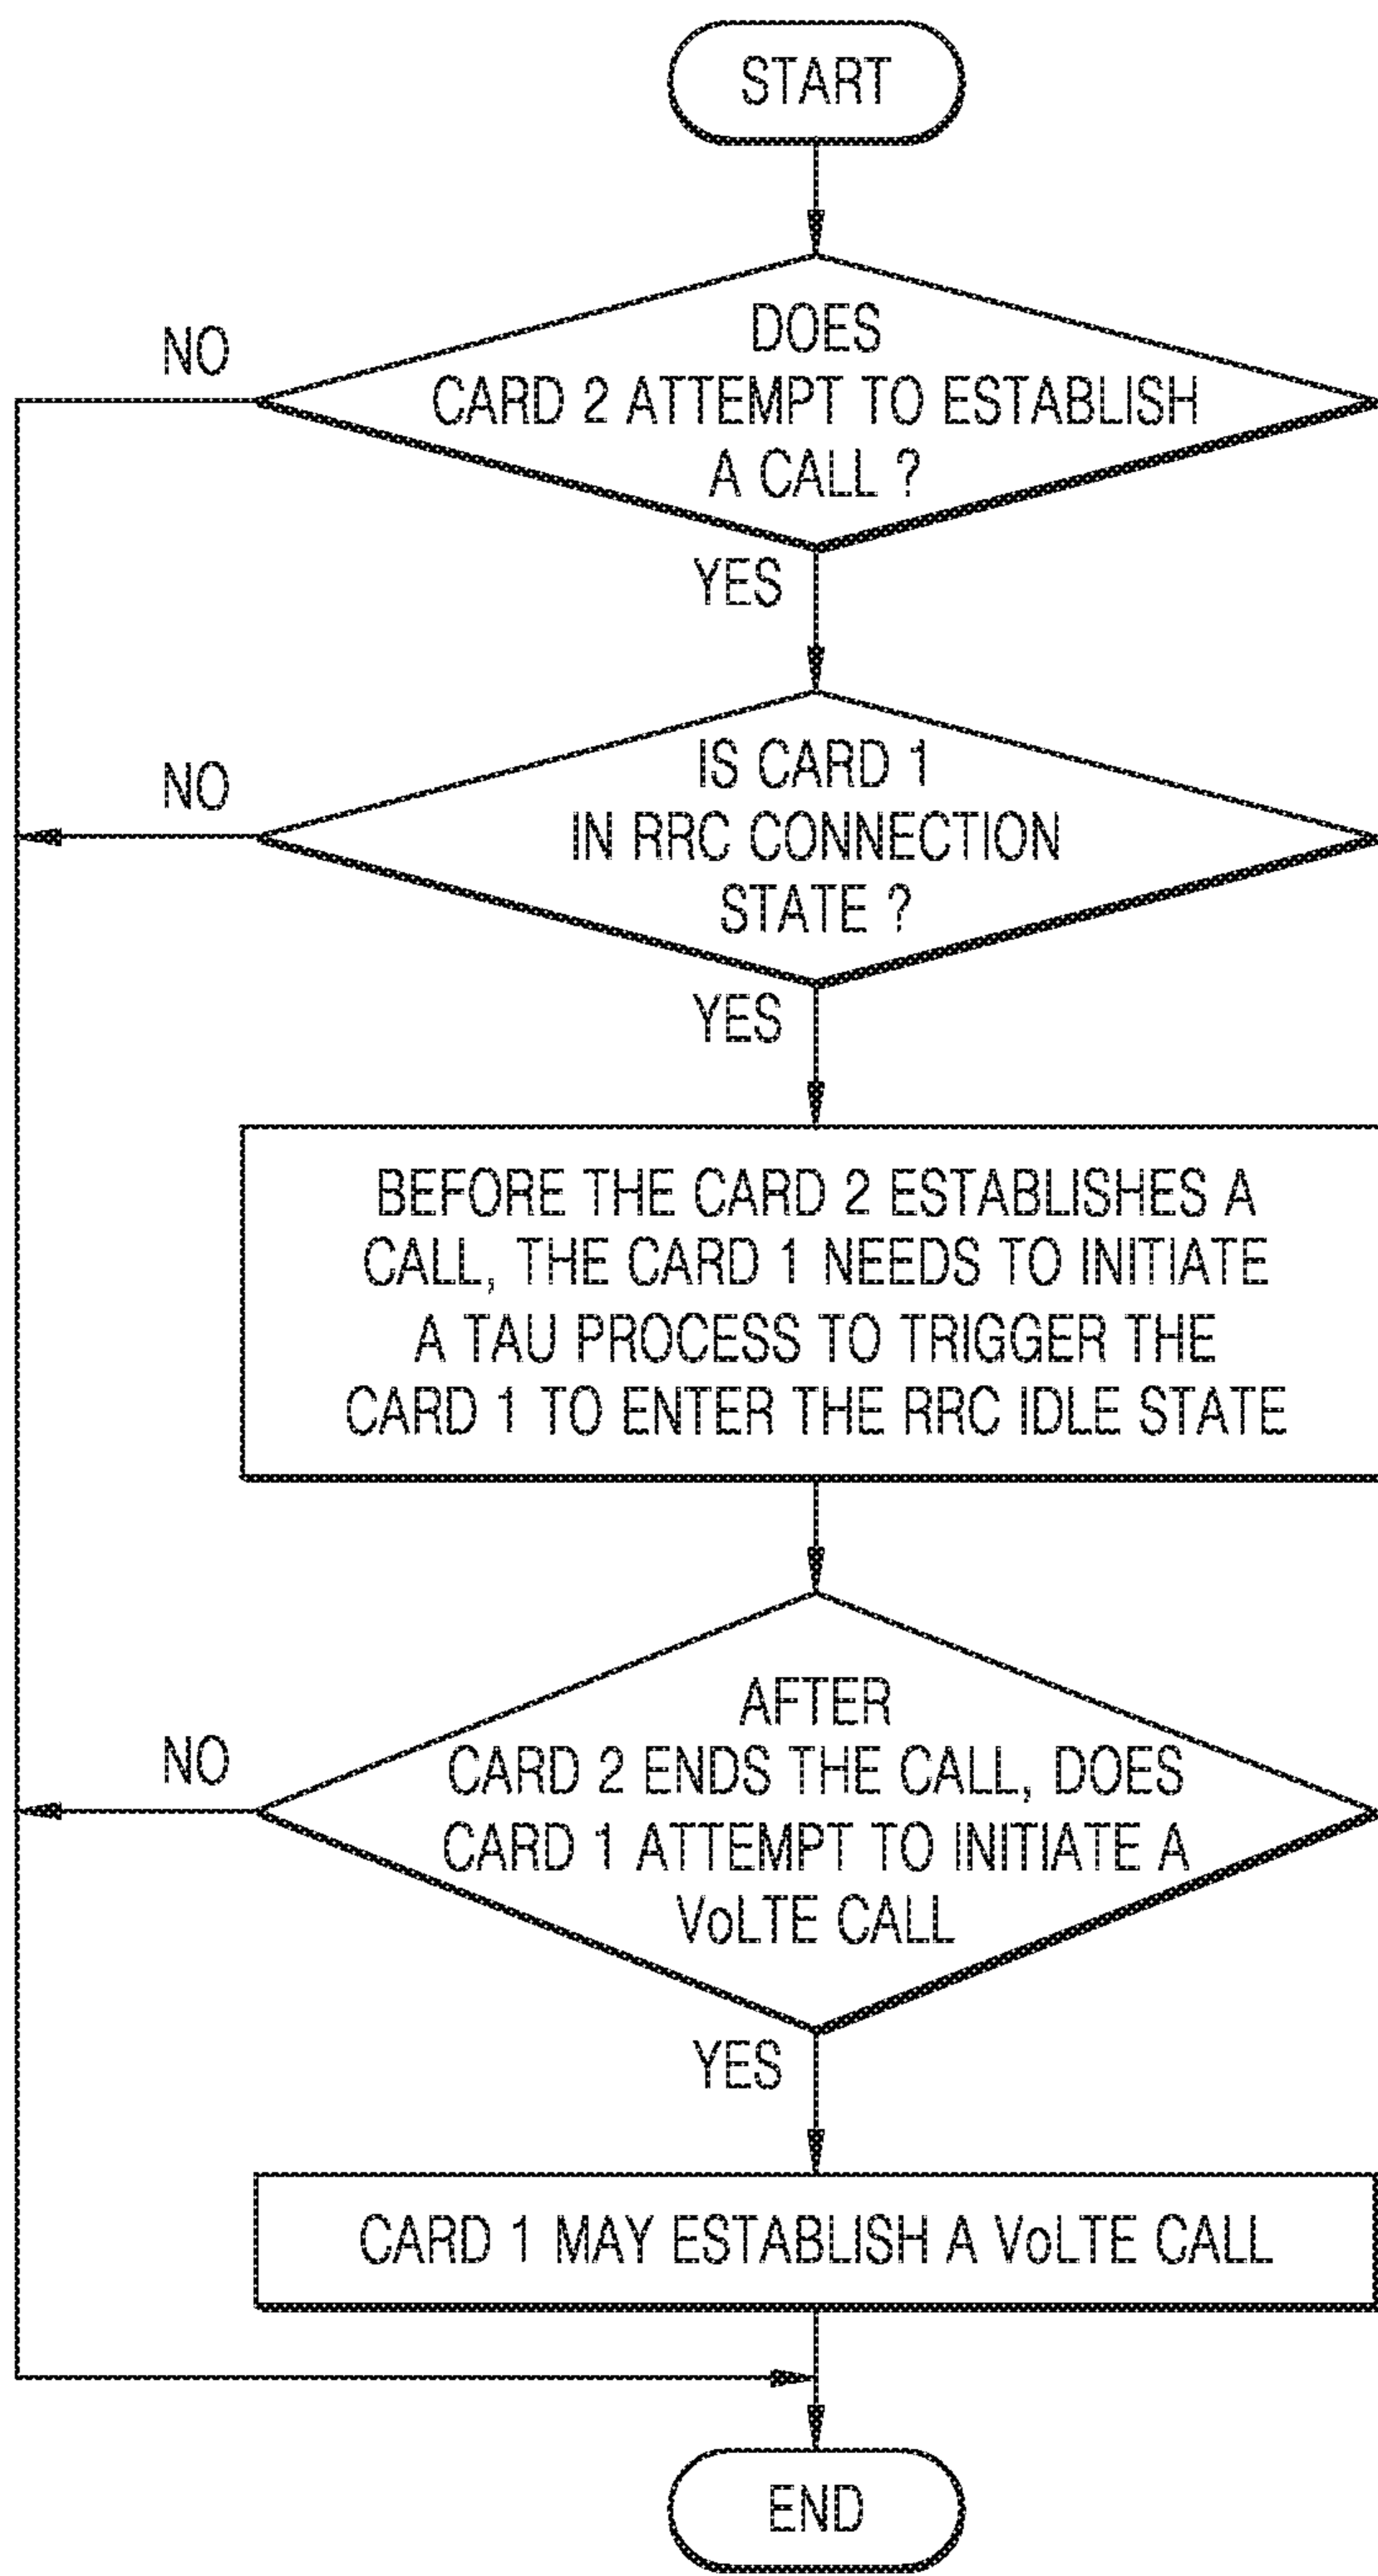 START
DOES
NO
CARD 2 ATTEMPT TO ESTABLISH
A CALL ?
YES
IS CARD 1
NO
IN RRC CONNECTION
STATE ?
YES
BEFORE THE CARD 2 ESTABLISHES A
CALL, THE CARD 1 NEEDS TO INITIATE
A TAU PROCESS TO TRIGGER THE
CARD 1 TO ENTER THE RRC IDLE STATE
AFTER
NO
CARD 2 ENDS THE CALL, DOES
CARD 1 ATTEMPT TO INITIATE A
VoLTE CALL
YES
CARD 1 MAY ESTABLISH A VoLTE CALL
END